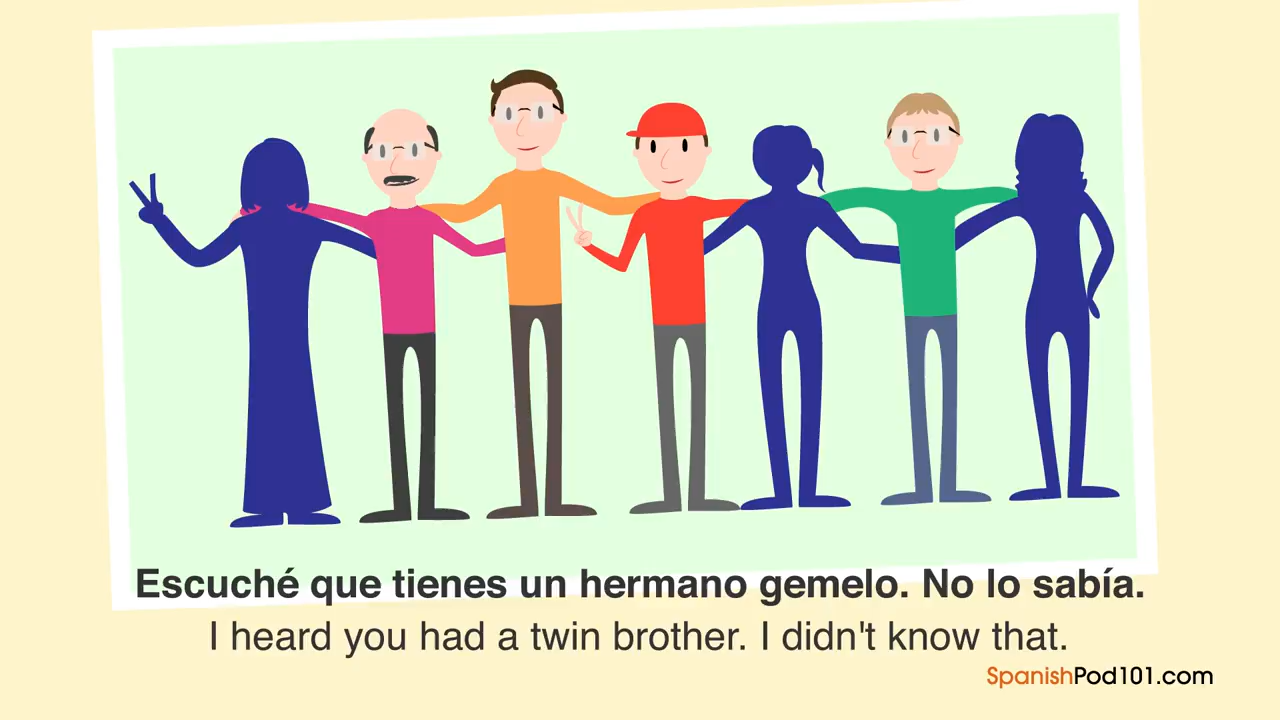 Escuché que tienes un hermano gemelo. No lo sabía.
I heard you had a twin brother. I didn't know that.
SpanishPod101.com